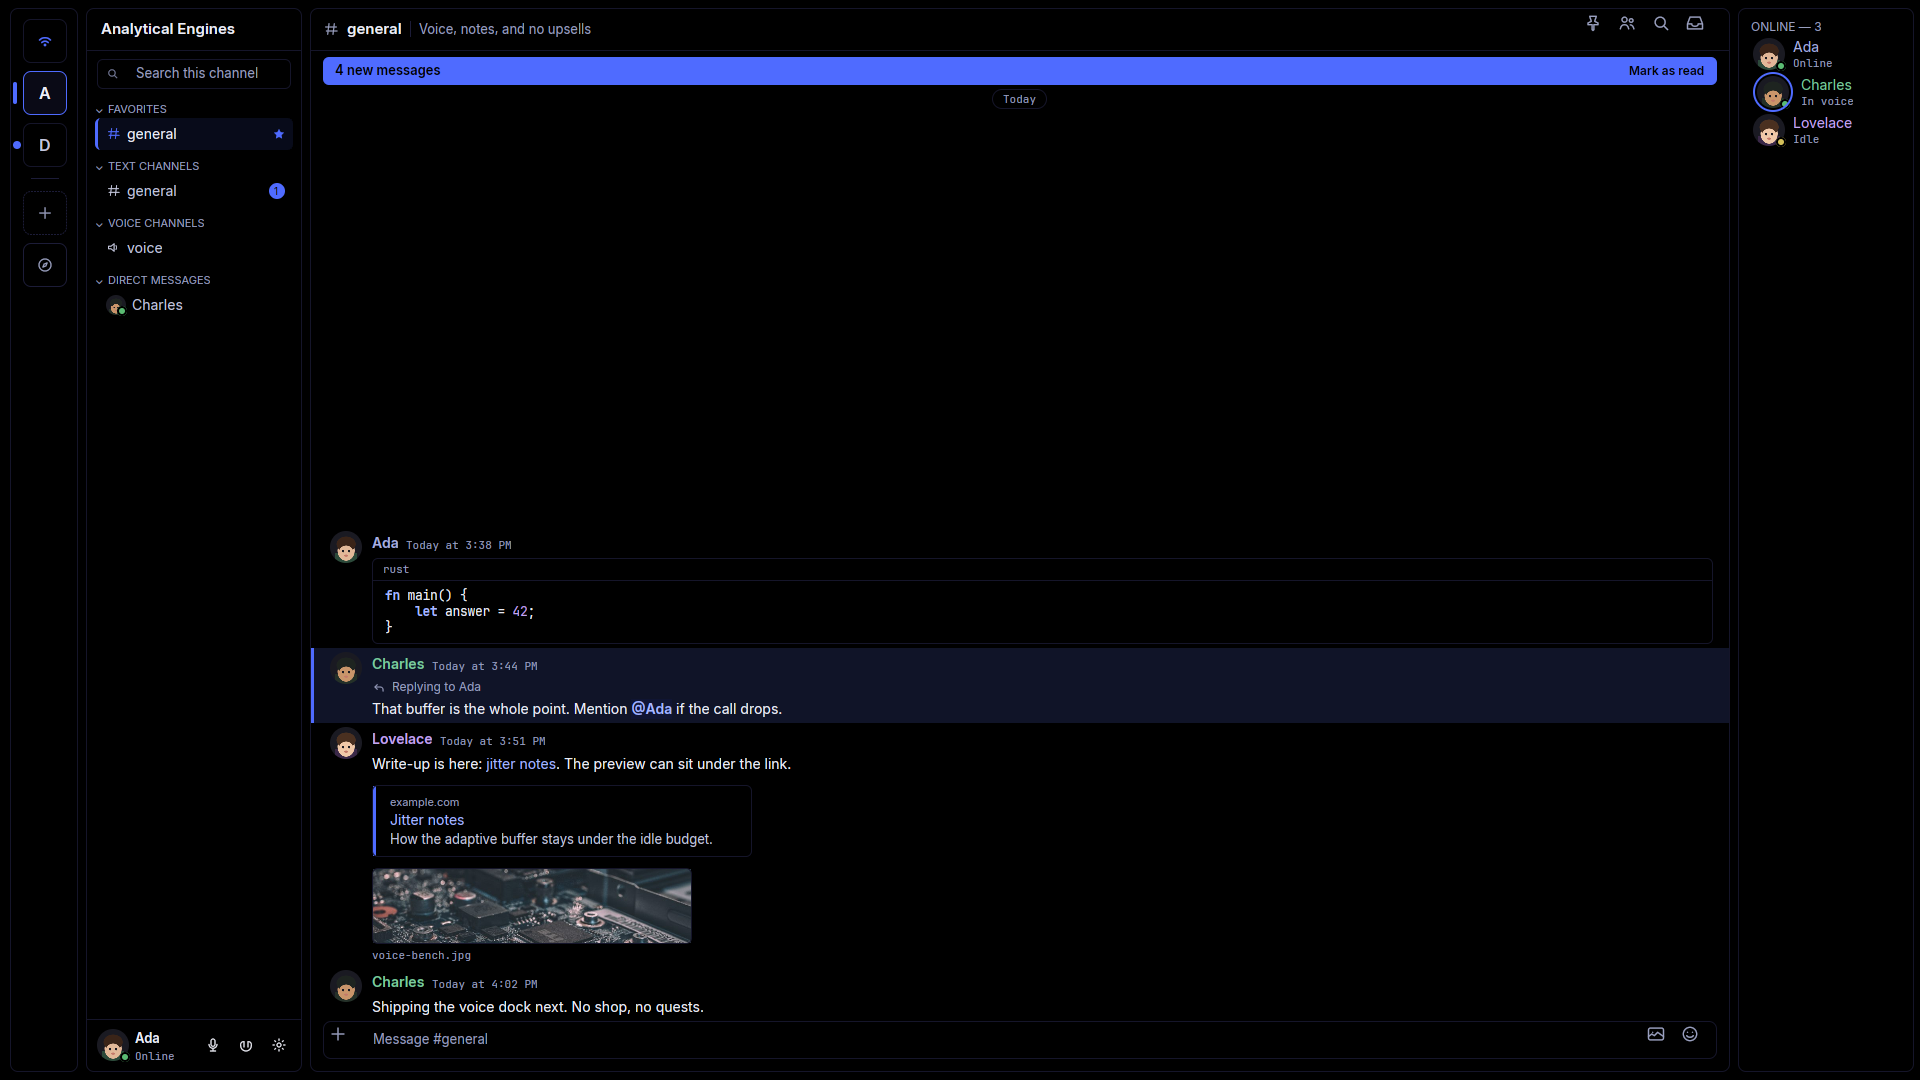 A
D
Analytical Engines
Search this channel
FAVORITES
general
TEXT CHANNELS
general
1
VOICE CHANNELS
voice
DIRECT MESSAGES
Charles
Ada
Online
# general
Voice, notes, and no upsells
4 new messages
Mark as read
Today
Ada Today at 3:38 PM
rust
fn main() {
    let answer = 42;
}
Charles Today at 3:44 PM
Replying to Ada
That buffer is the whole point. Mention @Ada if the call drops.
Lovelace Today at 3:51 PM
Write-up is here: jitter notes. The preview can sit under the link.
example.com
Jitter notes
How the adaptive buffer stays under the idle budget.
voice-bench.jpg
Charles Today at 4:02 PM
Shipping the voice dock next. No shop, no quests.
Message #general
ONLINE — 3
Ada
Online
Charles
In voice
Lovelace
Idle